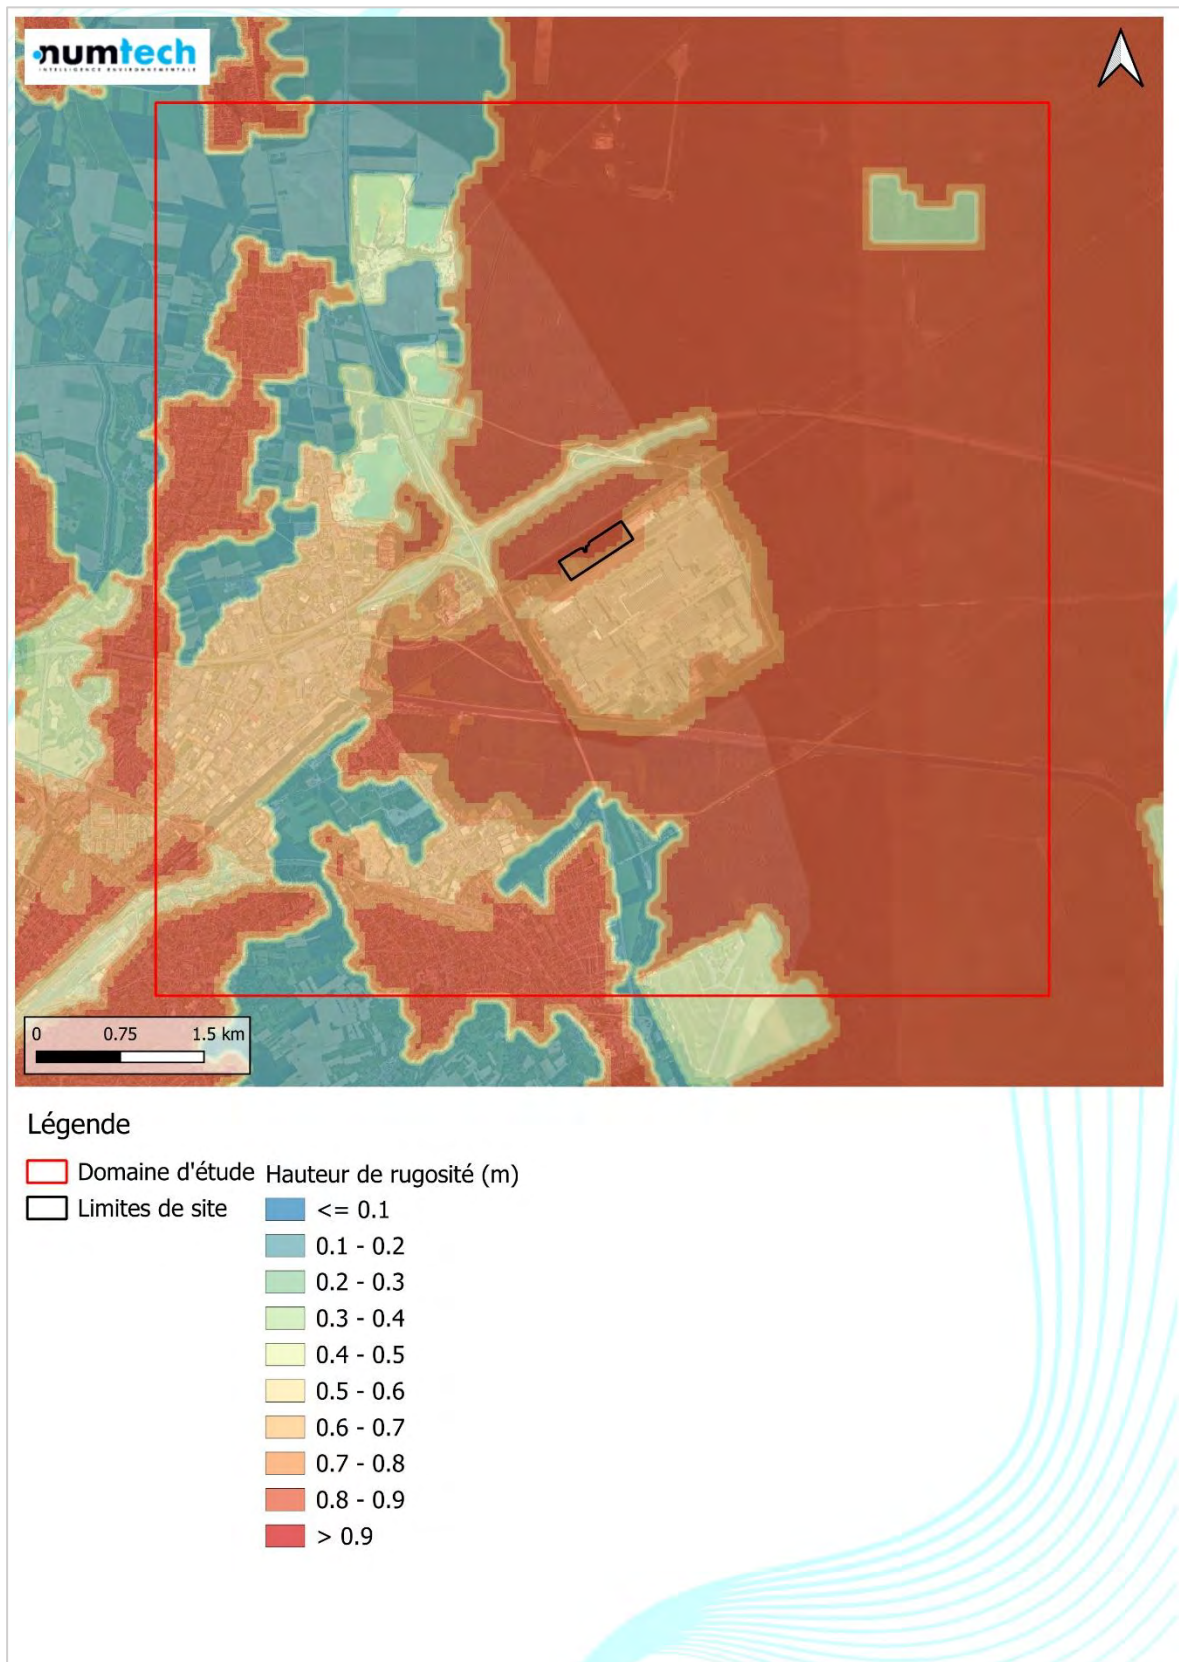 numtech
INTELLIGENCE ENVIRONNEMENTALE
0 0.75 1.5 km
Légende
Domaine d'étude
Limites de site
Hauteur de rugosité (m)
<= 0.1
0.1 - 0.2
0.2 - 0.3
0.3 - 0.4
0.4 - 0.5
0.5 - 0.6
0.6 - 0.7
0.7 - 0.8
0.8 - 0.9
> 0.9